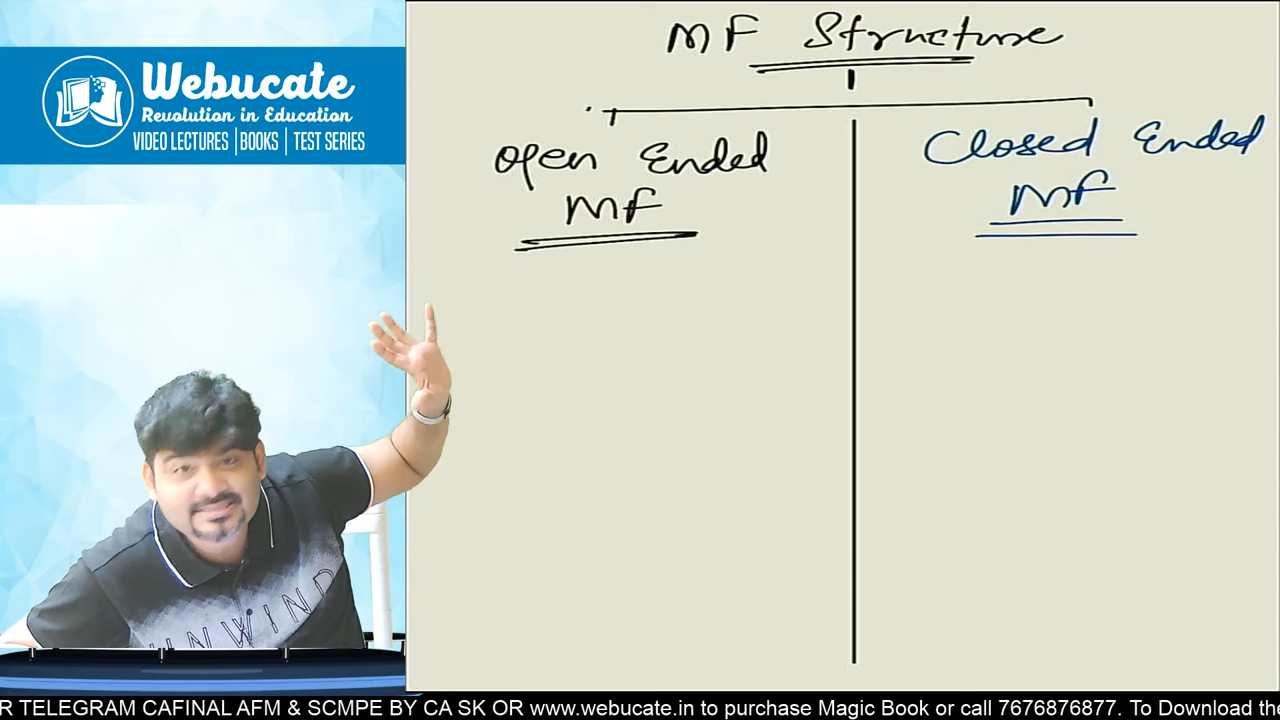 Webucate
Revolution in Education
VIDEO LECTURES | BOOKS | TEST SERIES
MF Structure
Open Ended
MF
Closed Ended
MF
UNWIND
R TELEGRAM CAFINAL AFM & SCMPE BY CA SK OR www.webucate.in to purchase Magic Book or call 7676876877. To Download the